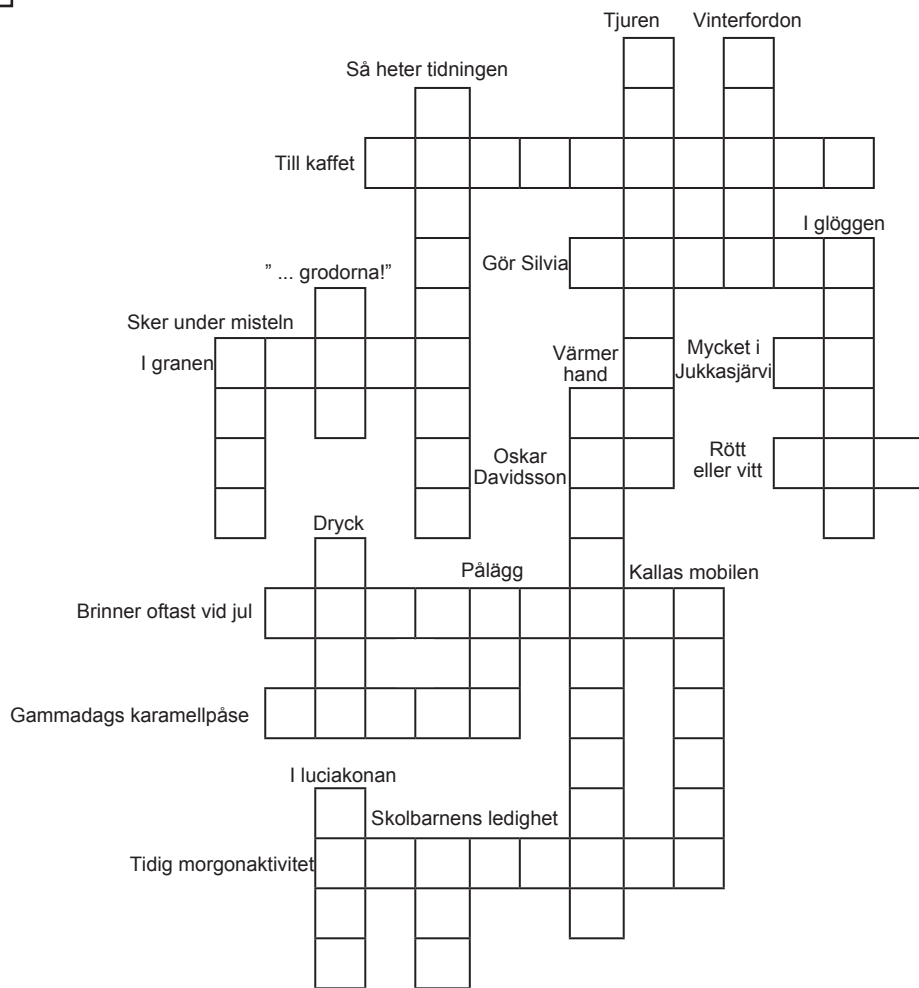 Tjuren
Vinterfordon
Så heter tidningen
Till kaffet
I glöggen
Gör Silvia
” ... grodorna!”
Sker under misteln
I granen
Värmer
hand
Mycket i
Jukkasjärvi
Oskar
Davidsson
Rött
eller vitt
Dryck
Pålägg
Kallas mobilen
Brinner oftast vid jul
Gammadags karamellpåse
I luciakonan
Skolbarnens ledighet
Tidig morgonaktivitet